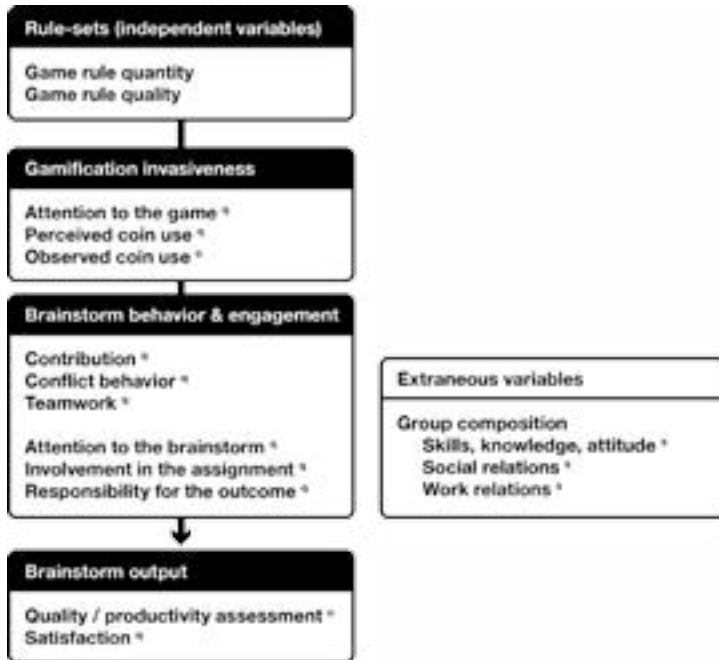 Rule-sets (independent variables)
Game rule quantity
Game rule quality
Gamification invasiveness
Attention to the game
Perceived coin use
Observed coin use
Brainstorm behavior & engagement
Contribution
Conflict behavior
Teamwork
Attention to the brainstorm
Involvement in the assignment
Responsibility for the outcome
Extraneous variables
Group composition
Skills, knowledge, attitude
Social relations
Work relations
Brainstorm output
Quality / productivity assessment
Satisfaction